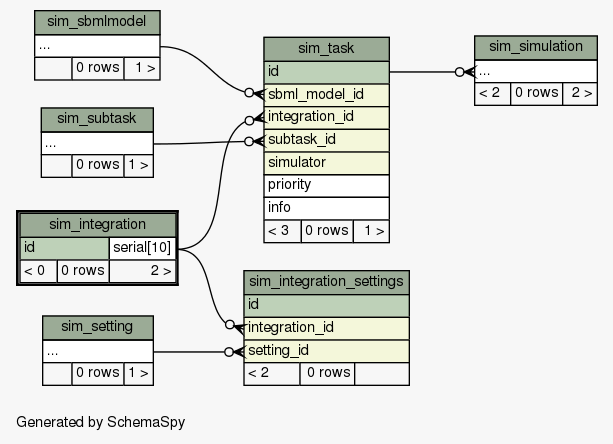 sim_sbmlmodel
...
0 rows 1 >
sim_subtask
...
0 rows 1 >
sim_integration
id serial[10]
< 0 0 rows 2 >
sim_setting
...
0 rows 1 >
sim_task
id
sbml_model_id
integration_id
subtask_id
simulator
priority
info
< 3 0 rows 1 >
sim_integration_settings
id
integration_id
setting_id
< 2 0 rows
sim_simulation
...
< 2 0 rows 2 >
Generated by SchemaSpy